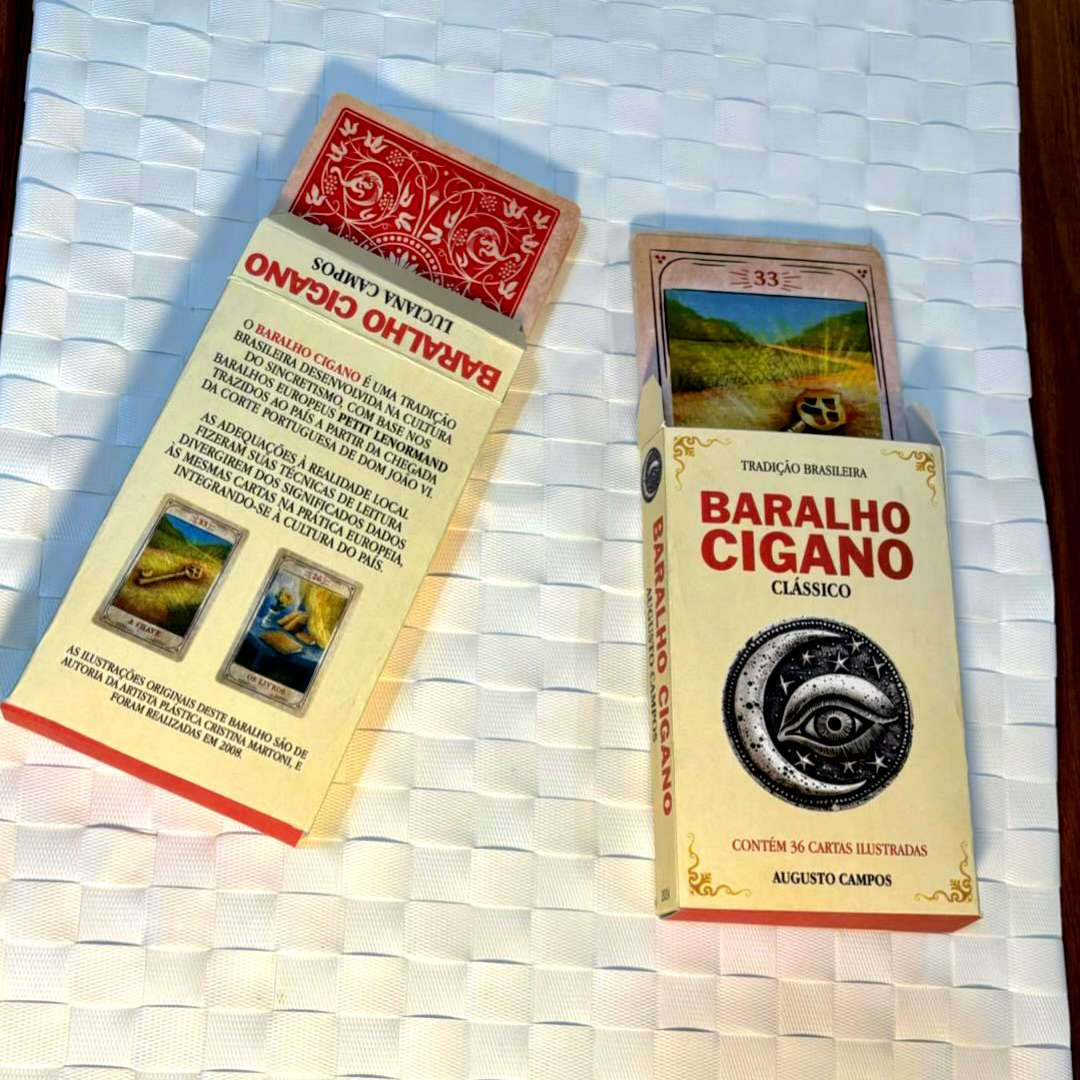 BARALHO CIGANO
LUCIANA CAMPOS
O BARALHO CIGANO É UMA TRADIÇÃO
BRASILEIRA DESENVOLVIDA NA CULTURA
DO SINCRETISMO, COM BASE NOS
BARALHOS EUROPEUS PETIT LENORMAND
TRAZIDOS AO PAÍS A PARTIR DA CHEGADA
DA CORTE PORTUGUESA DE DOM JOÃO VI.
AS ADEQUAÇÕES À REALIDADE LOCAL
FIZERAM SUAS TÉCNICAS DE LEITURA
DIVERGIREM DOS SIGNIFICADOS DADOS
ÀS MESMAS CARTAS NA PRÁTICA EUROPEIA,
INTEGRANDO-SE À CULTURA DO PAÍS.
33
A CHAVE
26
OS LIVROS
AS ILUSTRAÇÕES ORIGINAIS DESTE BARALHO SÃO DE
AUTORIA DA ARTISTA PLÁSTICA CRISTINA MARTONI, E
FORAM REALIZADAS EM 2008.
33
TRADIÇÃO BRASILEIRA
BARALHO
CIGANO
CLÁSSICO
CONTÉM 36 CARTAS ILUSTRADAS
AUGUSTO CAMPOS
BARALHO CIGANO
AUGUSTO CAMPOS